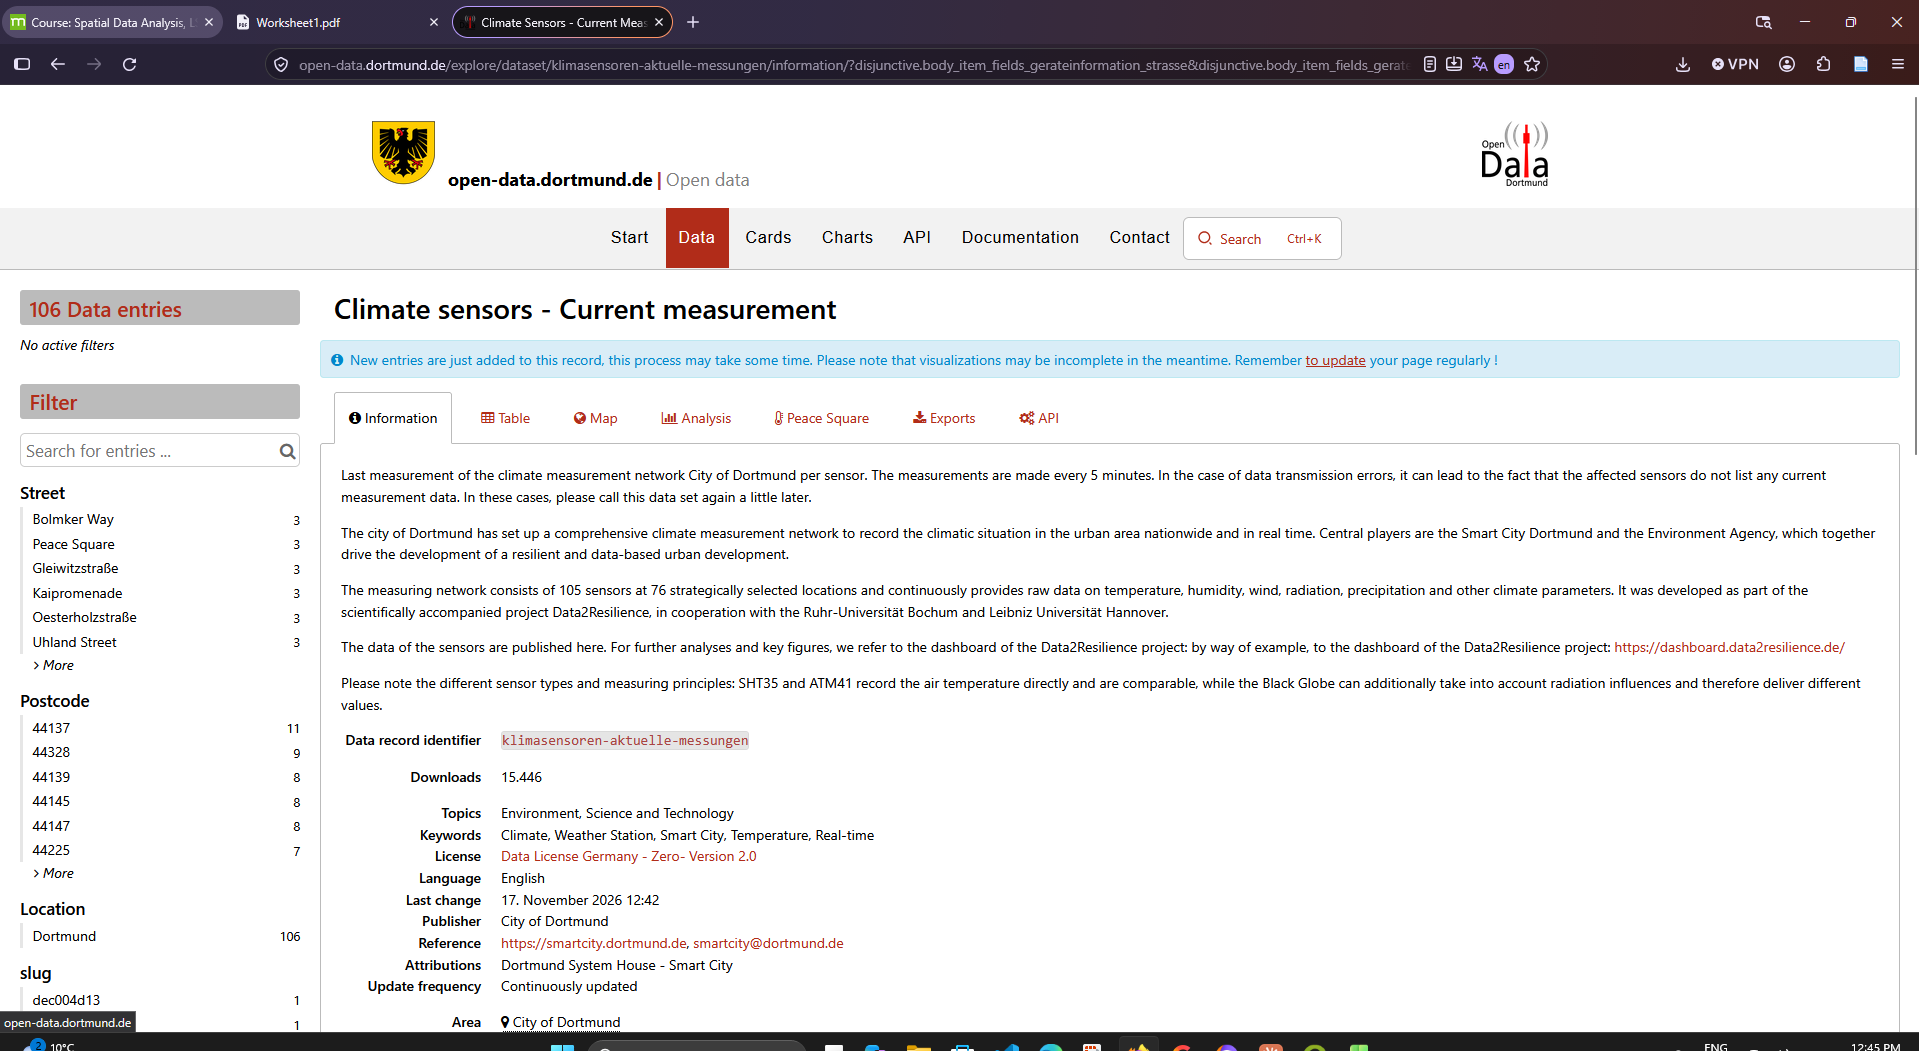 Course: Spatial Data Analysis,
Worksheet1.pdf
Climate Sensors - Current Meas
open-data.dortmund.de/explore/dataset/klimasensoren-aktuelle-messungen/information/?disjunctive.body_item_fields_gerateinformation_strasse&disjunctive.body_item_fields_gerate
en
VPN
open-data.dortmund.de | Open data
Open
Data
Dortmund
Start
Data
Cards
Charts
API
Documentation
Contact
Search
Ctrl+K
106 Data entries
No active filters
Filter
Search for entries ...
Street
Bolmker Way 3
Peace Square 3
Gleiwitzstraße 3
Kaipromenade 3
Oesterholzstraße 3
Uhland Street 3
> More
Postcode
44137 11
44328 9
44139 8
44145 8
44147 8
44225 7
> More
Location
Dortmund 106
slug
dec004d13 1
1
open-data.dortmund.de
Climate sensors - Current measurement
New entries are just added to this record, this process may take some time. Please note that visualizations may be incomplete in the meantime. Remember to update your page regularly !
Information
Table
Map
Analysis
Peace Square
Exports
API
Last measurement of the climate measurement network City of Dortmund per sensor. The measurements are made every 5 minutes. In the case of data transmission errors, it can lead to the fact that the affected sensors do not list any current
measurement data. In these cases, please call this data set again a little later.
The city of Dortmund has set up a comprehensive climate measurement network to record the climatic situation in the urban area nationwide and in real time. Central players are the Smart City Dortmund and the Environment Agency, which together
drive the development of a resilient and data-based urban development.
The measuring network consists of 105 sensors at 76 strategically selected locations and continuously provides raw data on temperature, humidity, wind, radiation, precipitation and other climate parameters. It was developed as part of the
scientifically accompanied project Data2Resilience, in cooperation with the Ruhr-Universität Bochum and Leibniz Universität Hannover.
The data of the sensors are published here. For further analyses and key figures, we refer to the dashboard of the Data2Resilience project: by way of example, to the dashboard of the Data2Resilience project: https://dashboard.data2resilience.de/
Please note the different sensor types and measuring principles: SHT35 and ATM41 record the air temperature directly and are comparable, while the Black Globe can additionally take into account radiation influences and therefore deliver different
values.
Data record identifier klimasensoren-aktuelle-messungen
Downloads 15.446
Topics Environment, Science and Technology
Keywords Climate, Weather Station, Smart City, Temperature, Real-time
License Data License Germany - Zero- Version 2.0
Language English
Last change 17. November 2026 12:42
Publisher City of Dortmund
Reference https://smartcity.dortmund.de, smartcity@dortmund.de
Attributions Dortmund System House - Smart City
Update frequency Continuously updated
Area City of Dortmund
2
10°C
ENG
12:45 PM